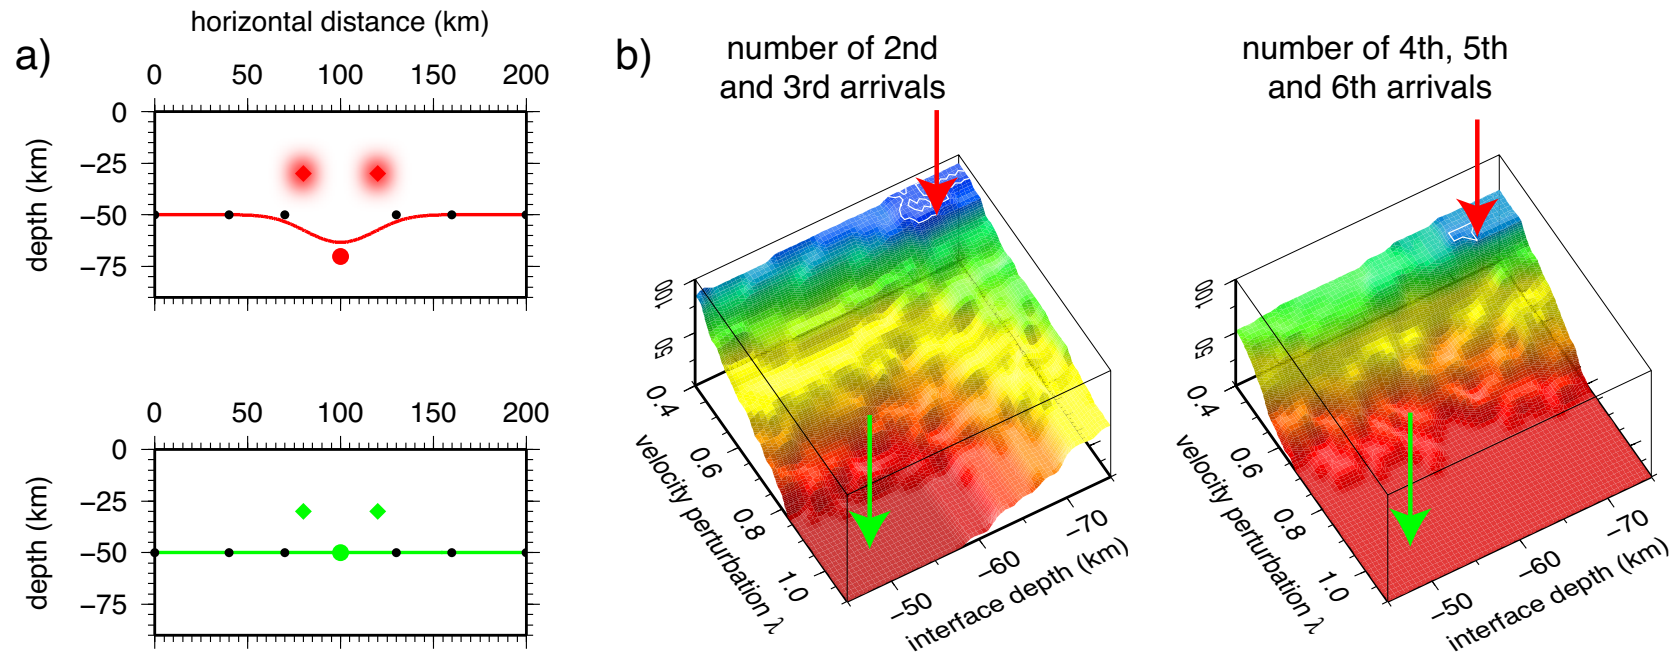 a)
horizontal distance (km)
0 50 100 150 200
0
−25
−50
−75
depth (km)
0 50 100 150 200
0
−25
−50
−75
depth (km)
b)
number of 2nd
and 3rd arrivals
100
50
0.4
0.6
0.8
1.0
velocity perturbation λ
−50
−60
−70
interface depth (km)
number of 4th, 5th
and 6th arrivals
100
50
0.4
0.6
0.8
1.0
velocity perturbation λ
−50
−60
−70
interface depth (km)